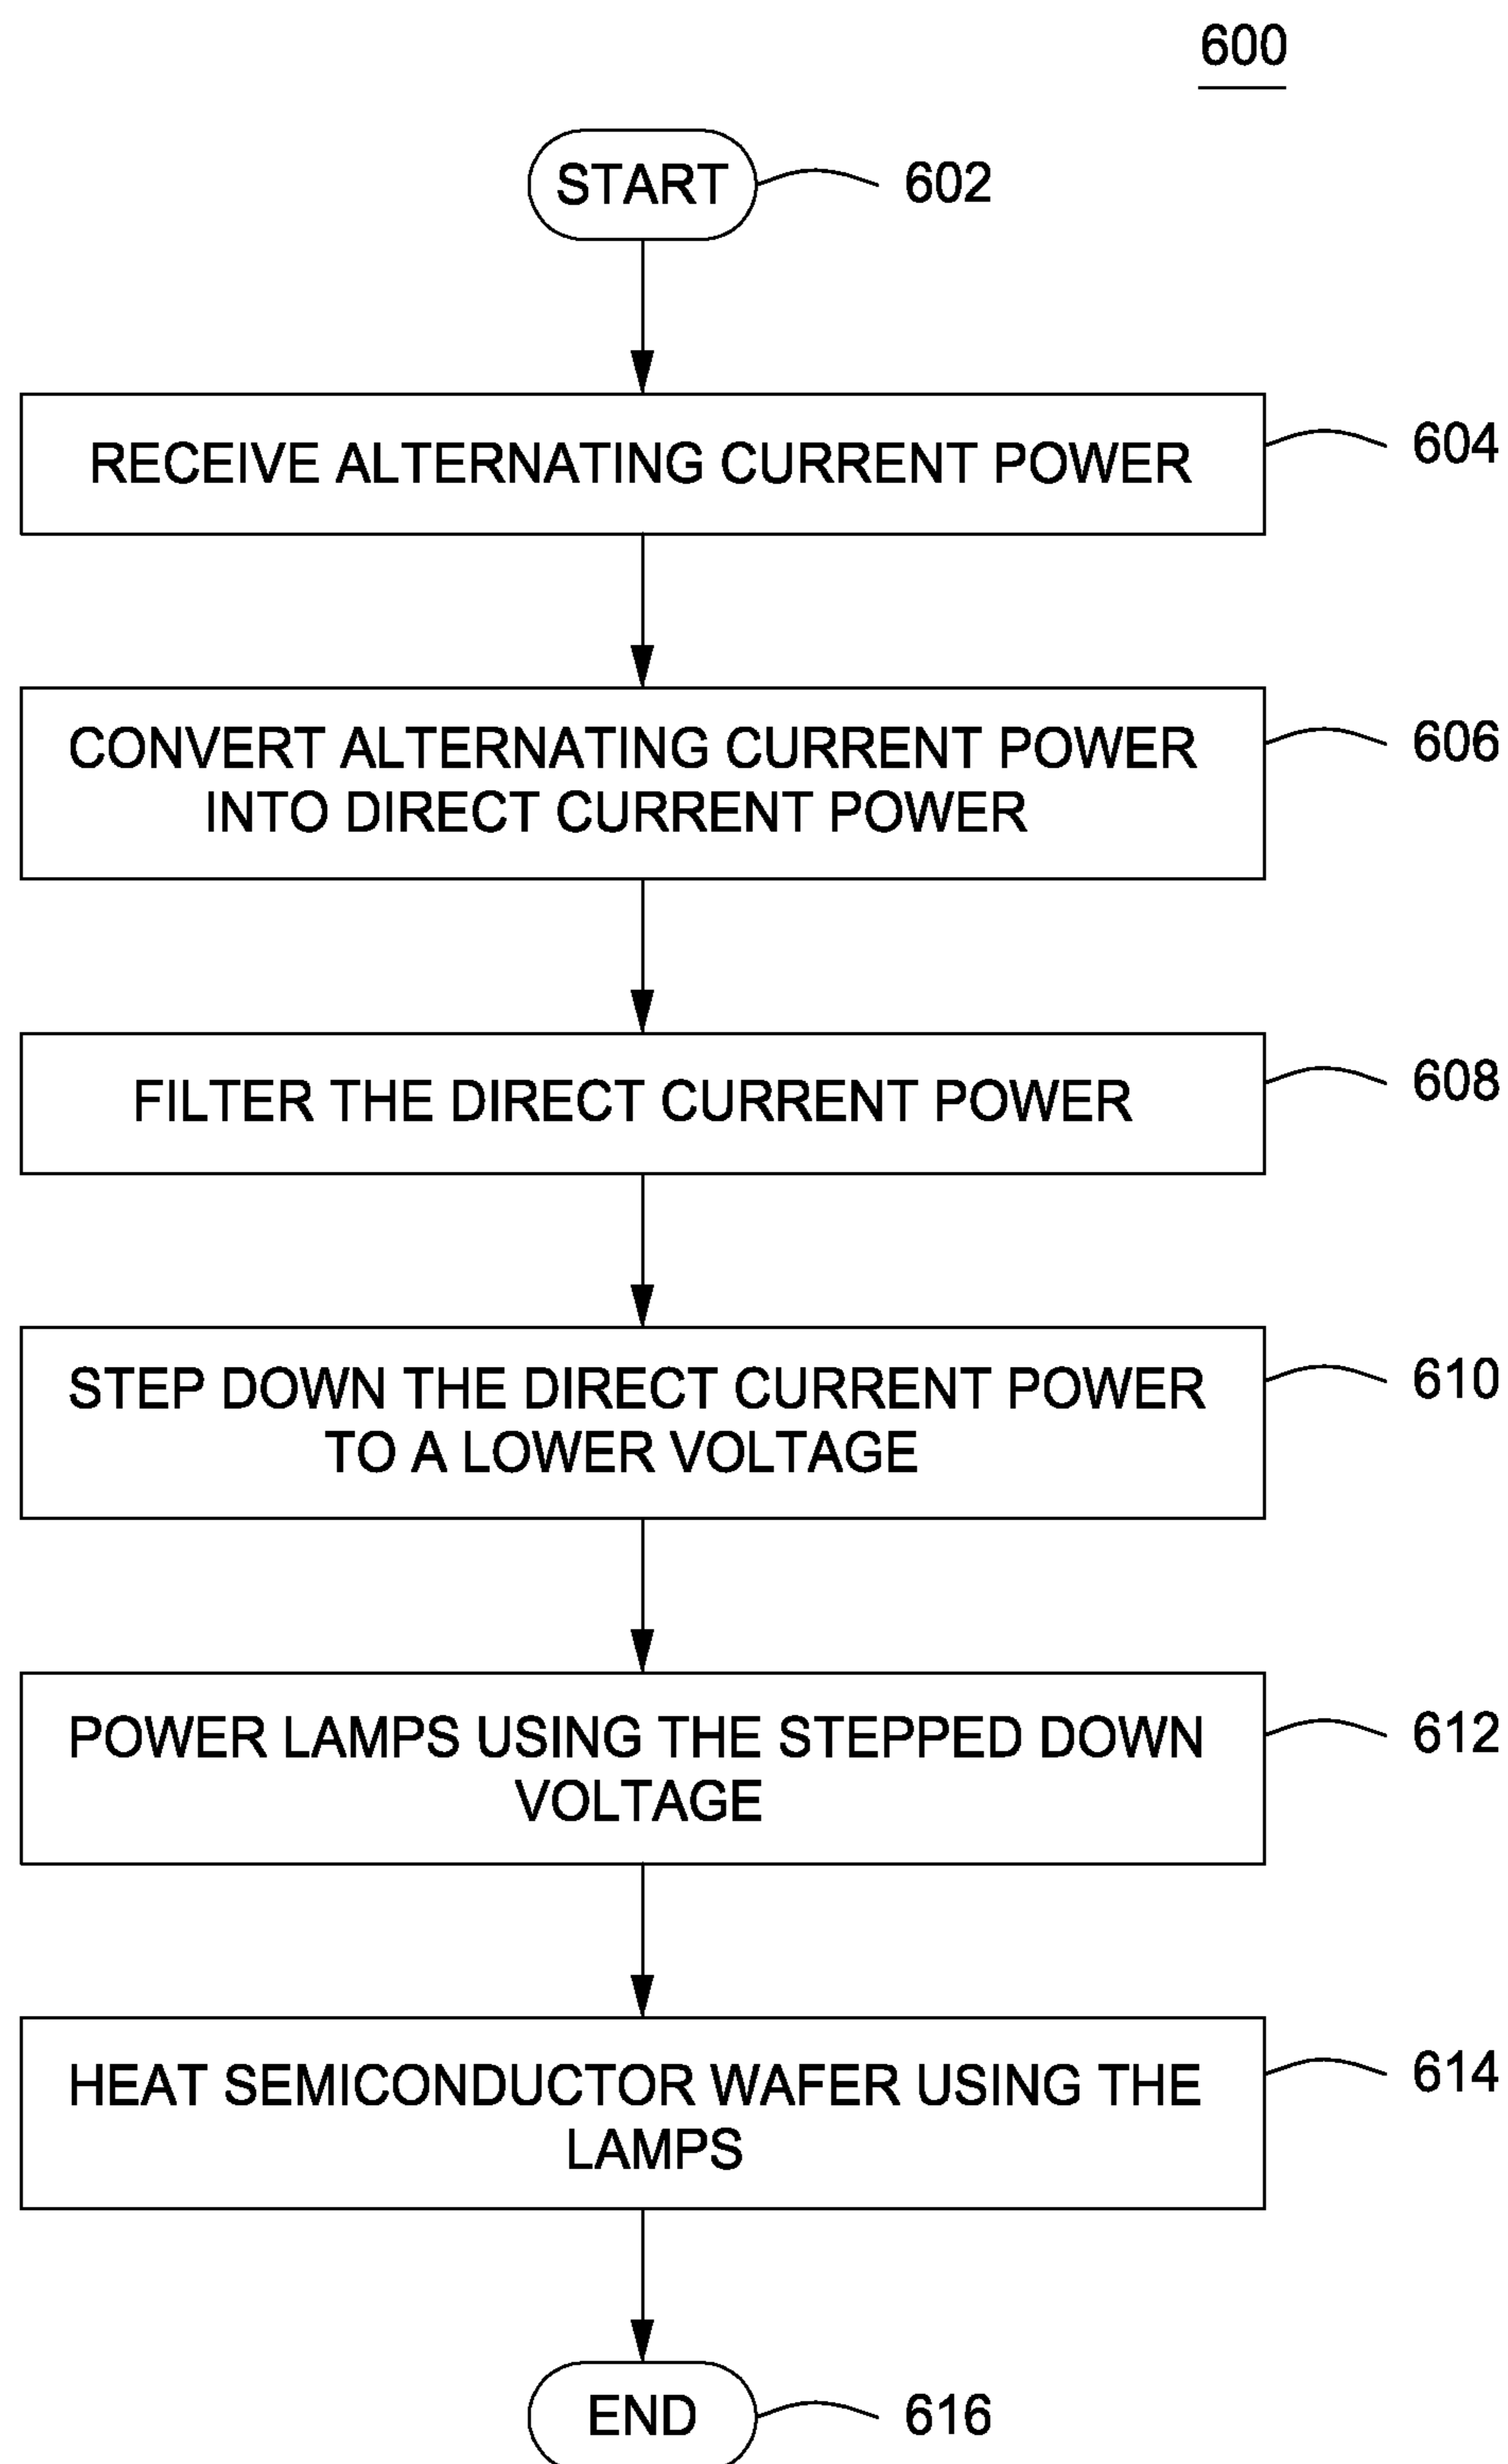 600
START
602
RECEIVE ALTERNATING CURRENT POWER
604
CONVERT ALTERNATING CURRENT POWER
INTO DIRECT CURRENT POWER
606
FILTER THE DIRECT CURRENT POWER
608
STEP DOWN THE DIRECT CURRENT POWER
TO A LOWER VOLTAGE
610
POWER LAMPS USING THE STEPPED DOWN
VOLTAGE
612
HEAT SEMICONDUCTOR WAFER USING THE
LAMPS
614
END
616